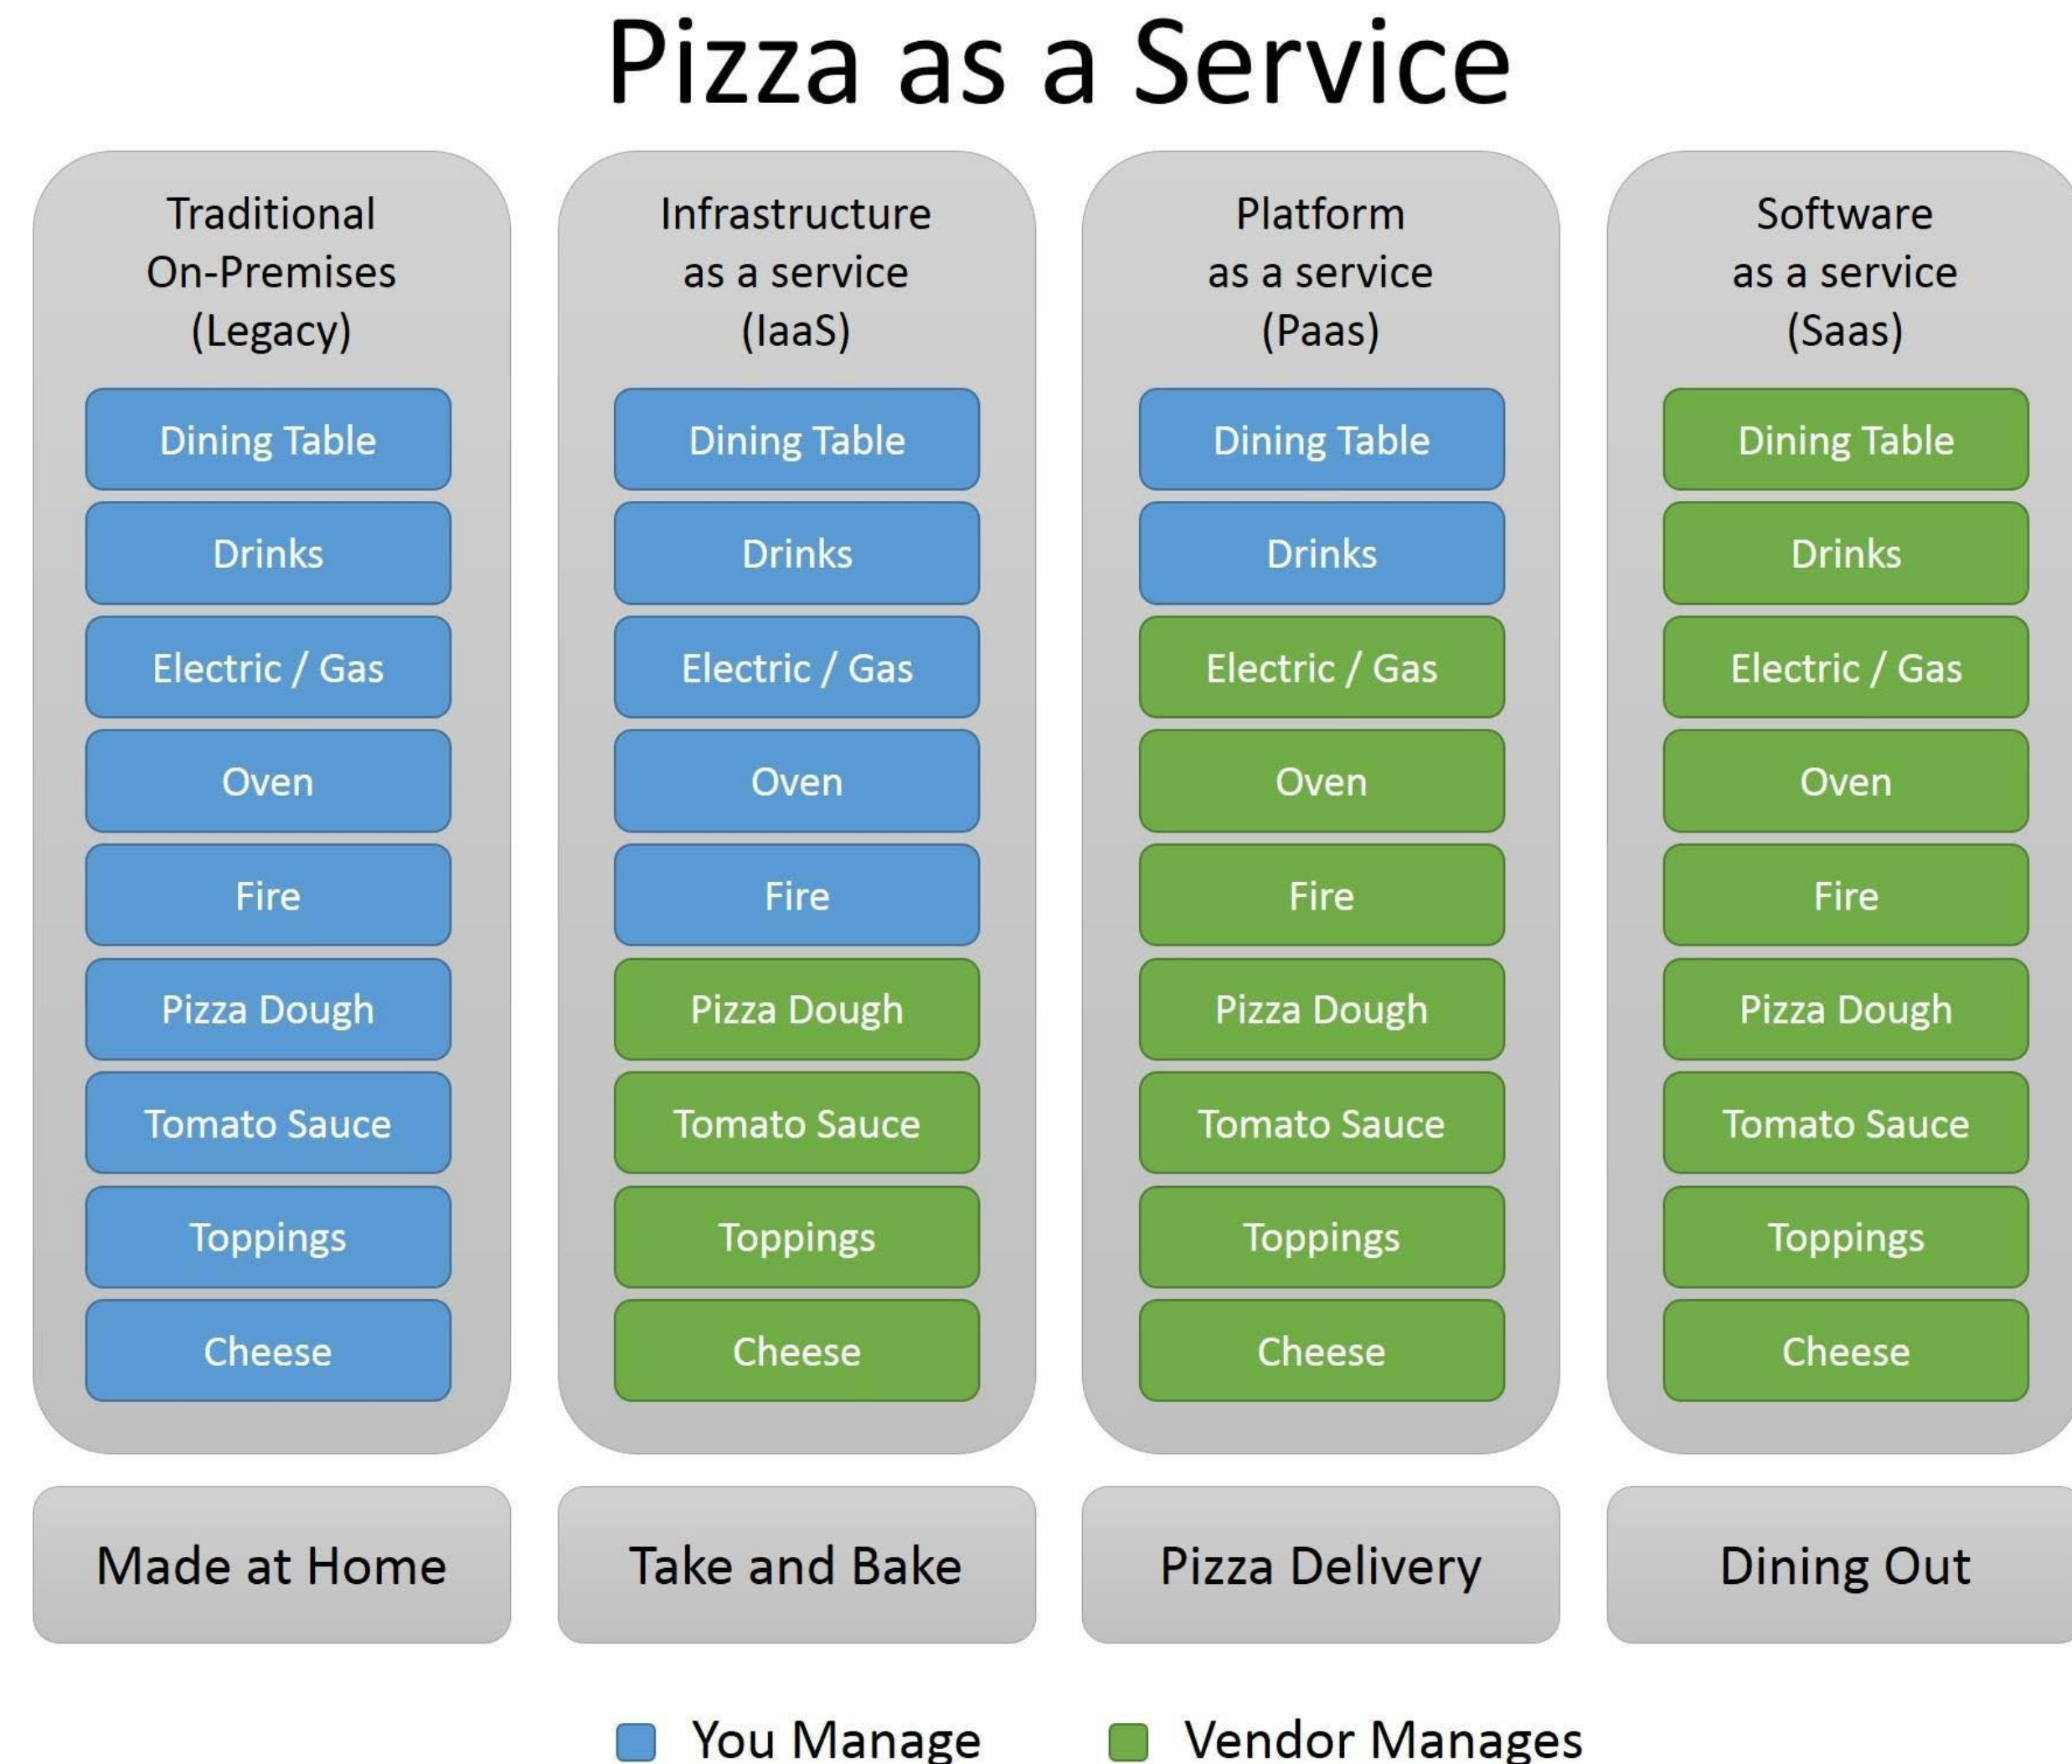 Pizza as a Service
Traditional
On-Premises
(Legacy)
Dining Table
Drinks
Electric / Gas
Oven
Fire
Pizza Dough
Tomato Sauce
Toppings
Cheese
Made at Home
Infrastructure
as a service
(IaaS)
Dining Table
Drinks
Electric / Gas
Oven
Fire
Pizza Dough
Tomato Sauce
Toppings
Cheese
Take and Bake
Platform
as a service
(Paas)
Dining Table
Drinks
Electric / Gas
Oven
Fire
Pizza Dough
Tomato Sauce
Toppings
Cheese
Pizza Delivery
Software
as a service
(Saas)
Dining Table
Drinks
Electric / Gas
Oven
Fire
Pizza Dough
Tomato Sauce
Toppings
Cheese
Dining Out
You Manage
Vendor Manages